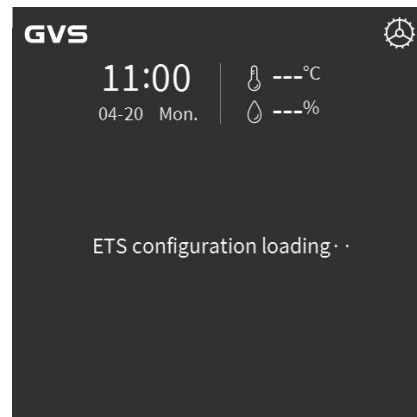 GVS
11:00
04-20 Mon.
---°C
---%
ETS configuration loading··